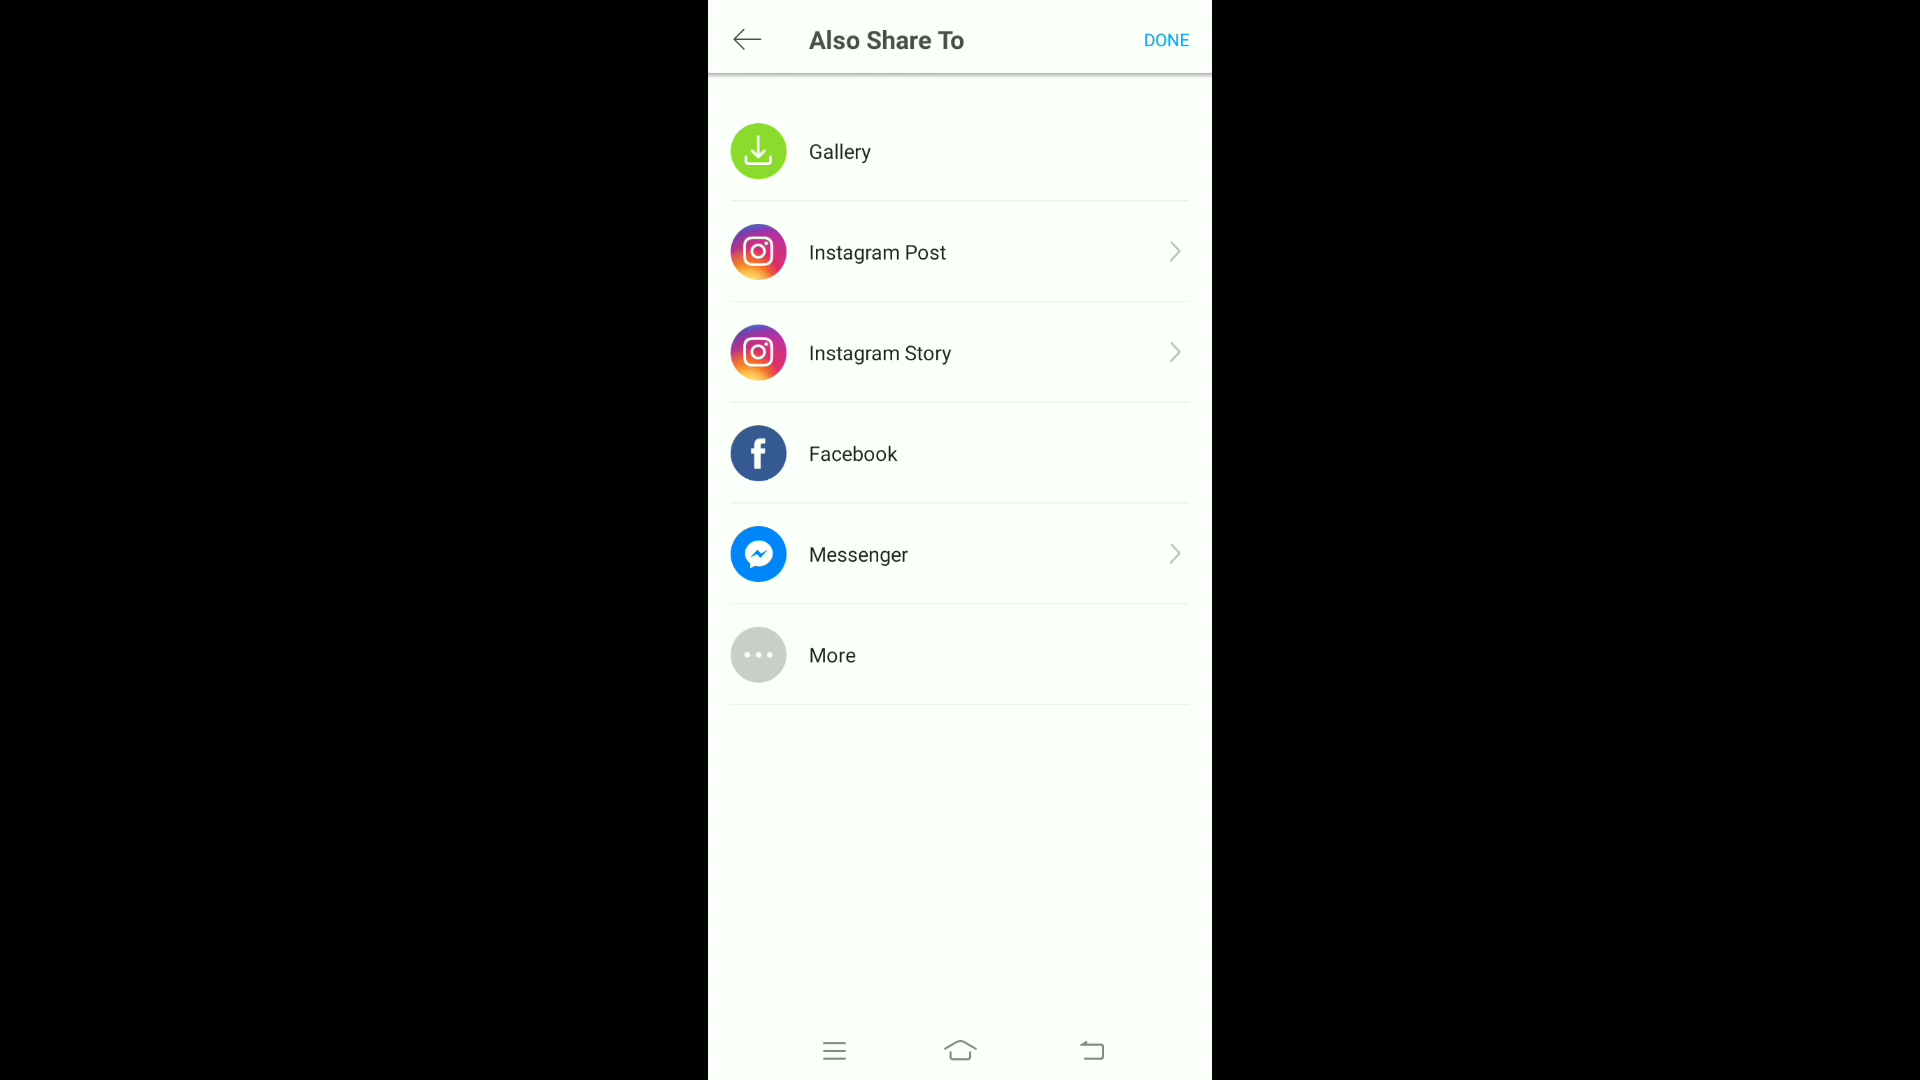 Also Share To
DONE
Gallery
Instagram Post
Instagram Story
Facebook
Messenger
More